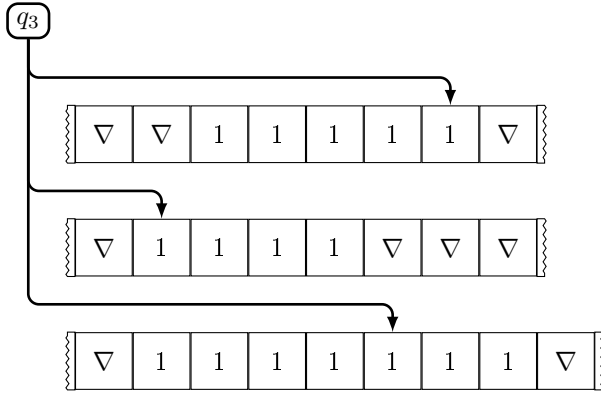 q₃
∇ ∇ 1 1 1 1 1 ∇
∇ 1 1 1 1 ∇ ∇ ∇
∇ 1 1 1 1 1 1 1 ∇